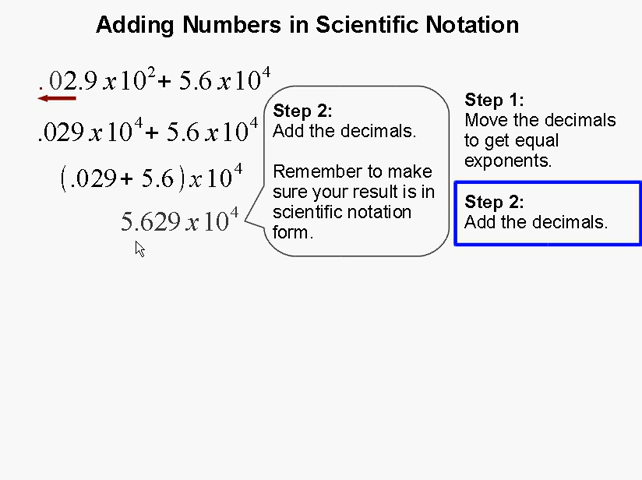 Adding Numbers in Scientific Notation
.02.9 x 10² + 5.6 x 10⁴
.029 x 10⁴ + 5.6 x 10⁴
(.029 + 5.6) x 10⁴
5.629 x 10⁴
Step 2:
Add the decimals.
Remember to make
sure your result is in
scientific notation
form.
Step 1:
Move the decimals
to get equal
exponents.
Step 2:
Add the decimals.